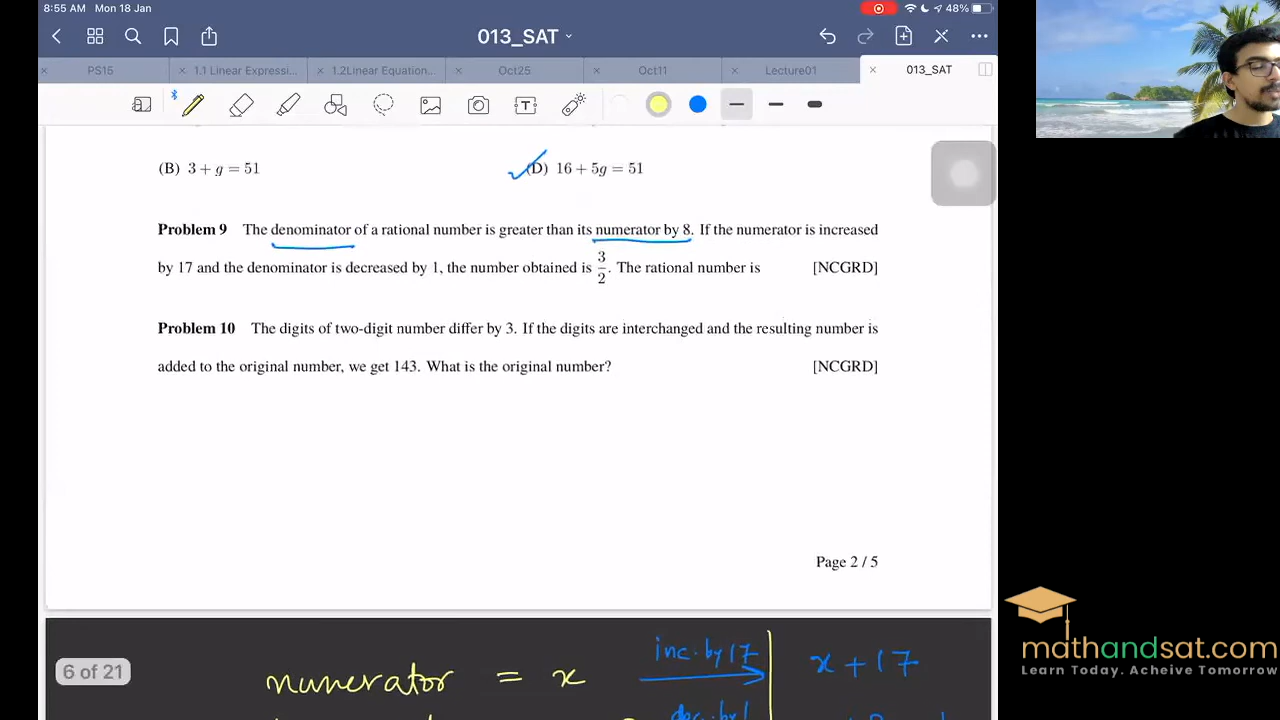 8:55 AM Mon 18 Jan
48%
013_SAT
PS15
1.1 Linear Expressi...
1.2Linear Equation...
Oct25
Oct11
Lecture01
013_SAT
(B) 3 + g = 51
(D) 16 + 5g = 51
Problem 9 The denominator of a rational number is greater than its numerator by 8. If the numerator is increased
by 17 and the denominator is decreased by 1, the number obtained is 3/2. The rational number is [NCGRD]
Problem 10 The digits of two-digit number differ by 3. If the digits are interchanged and the resulting number is
added to the original number, we get 143. What is the original number? [NCGRD]
Page 2 / 5
6 of 21
numerator = x inc. by 17 x + 17
dec. by 1
mathandsat.com
Learn Today. Acheive Tomorrow